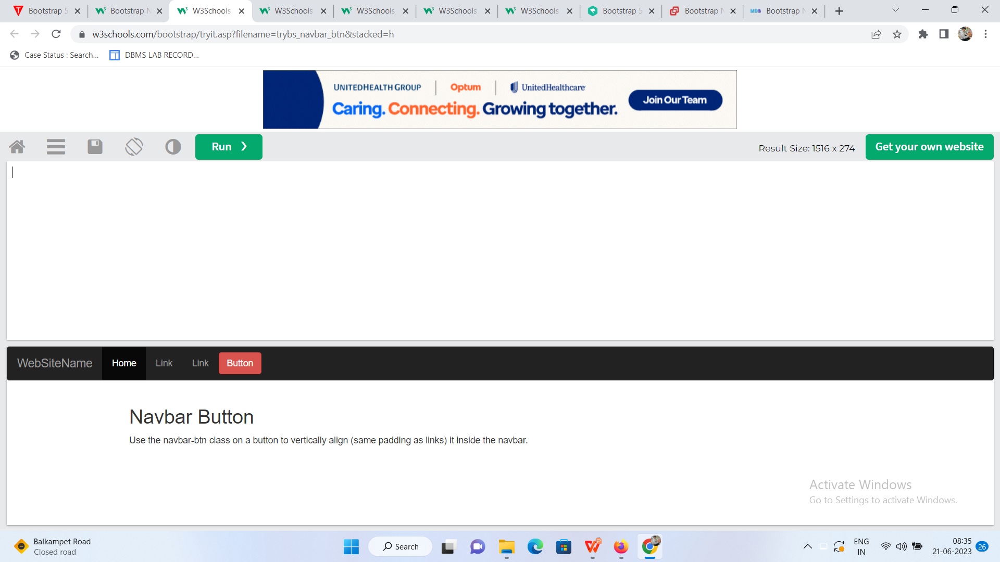 Bootstrap 5
Bootstrap N
W3Schools
W3Schools
W3Schools
W3Schools
W3Schools
Bootstrap 5
Bootstrap N
MDB Bootstrap N
w3schools.com/bootstrap/tryit.asp?filename=trybs_navbar_btn&stacked=h
Case Status : Search...
DBMS LAB RECORD...
UNITEDHEALTH GROUP
Optum
UnitedHealthcare
Caring. Connecting. Growing together.
Join Our Team
Run ❯
Result Size: 1516 x 274
Get your own website
WebSiteName
Home
Link
Link
Button
Navbar Button
Use the navbar-btn class on a button to vertically align (same padding as links) it inside the navbar.
Activate Windows
Go to Settings to activate Windows.
Balkampet Road
Closed road
Search
ENG
IN
08:35
21-06-2023
26